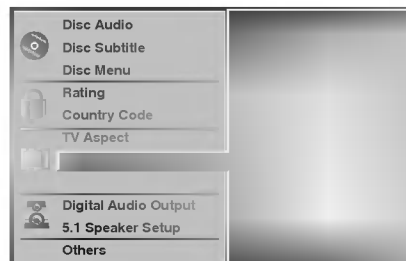 Disc Audio
Disc Subtitle
Disc Menu
Rating
Country Code
TV Aspect
Digital Audio Output
5.1 Speaker Setup
Others